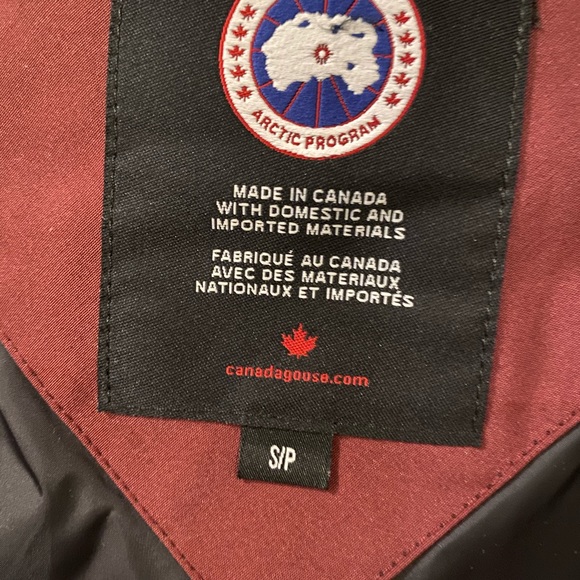 ARCTIC PROGRAM
MADE IN CANADA
WITH DOMESTIC AND
IMPORTED MATERIALS
FABRIQUÉ AU CANADA
AVEC DES MATERIAUX
NATIONAUX ET IMPORTÉS
canadagoose.com
S/P